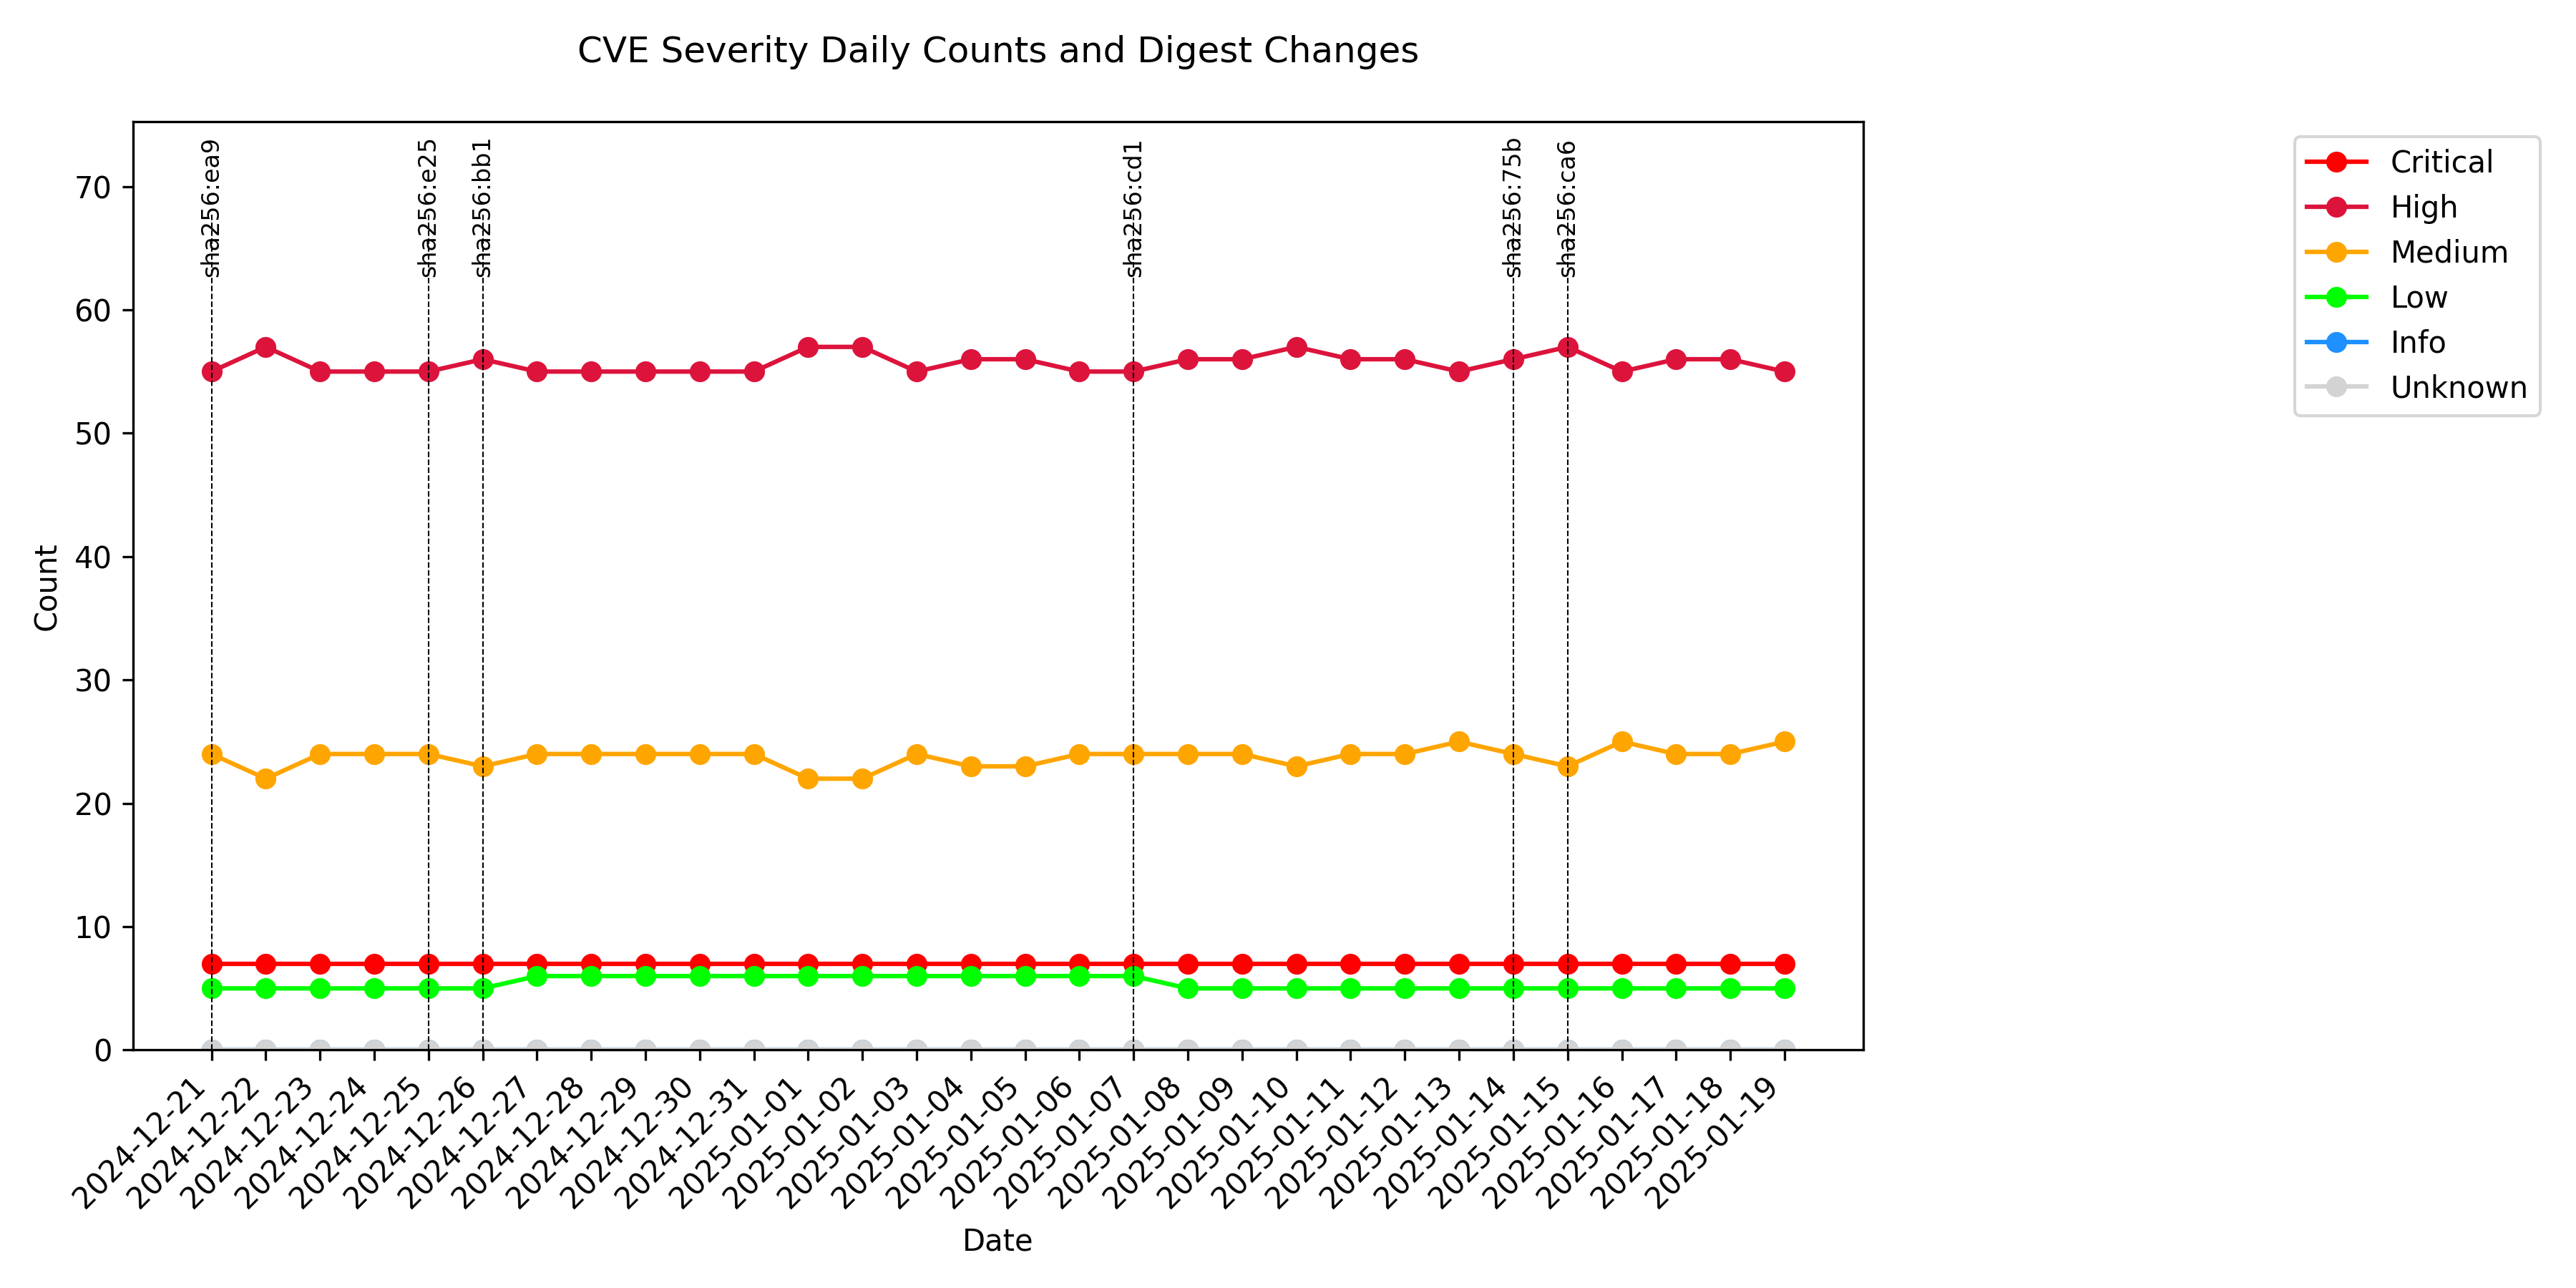 CVE Severity Daily Counts and Digest Changes
sha256:ea9
sha256:e25
sha256:bb1
sha256:cd1
sha256:75b
sha256:ca6
Critical
High
Medium
Low
Info
Unknown
Count
70
60
50
40
30
20
10
0
2024-12-21
2024-12-22
2024-12-23
2024-12-24
2024-12-25
2024-12-26
2024-12-27
2024-12-28
2024-12-29
2024-12-30
2024-12-31
2025-01-01
2025-01-02
2025-01-03
2025-01-04
2025-01-05
2025-01-06
2025-01-07
2025-01-08
2025-01-09
2025-01-10
2025-01-11
2025-01-12
2025-01-13
2025-01-14
2025-01-15
2025-01-16
2025-01-17
2025-01-18
2025-01-19
Date